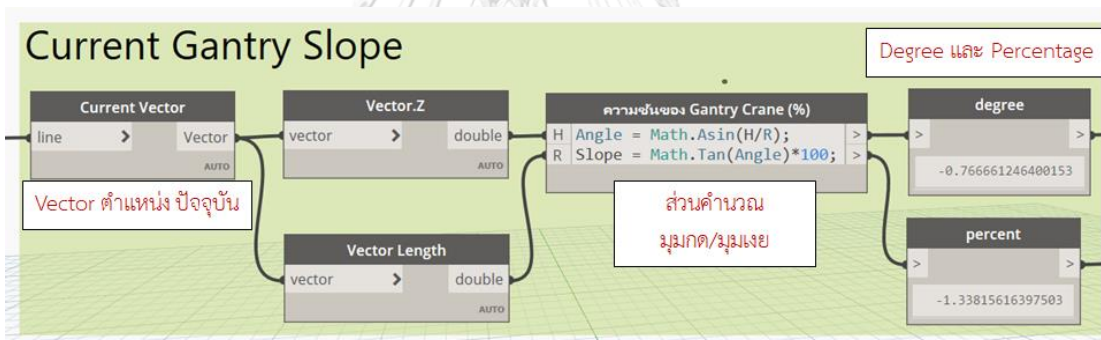 Current Gantry Slope
Degree และ Percentage
Current Vector
line > Vector
AUTO
Vector ตำแหน่ง ปัจจุบัน
Vector.Z
vector > double
AUTO
Vector Length
vector > double
AUTO
ความชันของ Gantry Crane (%)
H Angle = Math.Asin(H/R); >
R Slope = Math.Tan(Angle)*100; >
ส่วนคำนวณ
มุมกด/มุมเงย
degree
> >
-0.766661246400153
percent
> >
-1.33815616397503